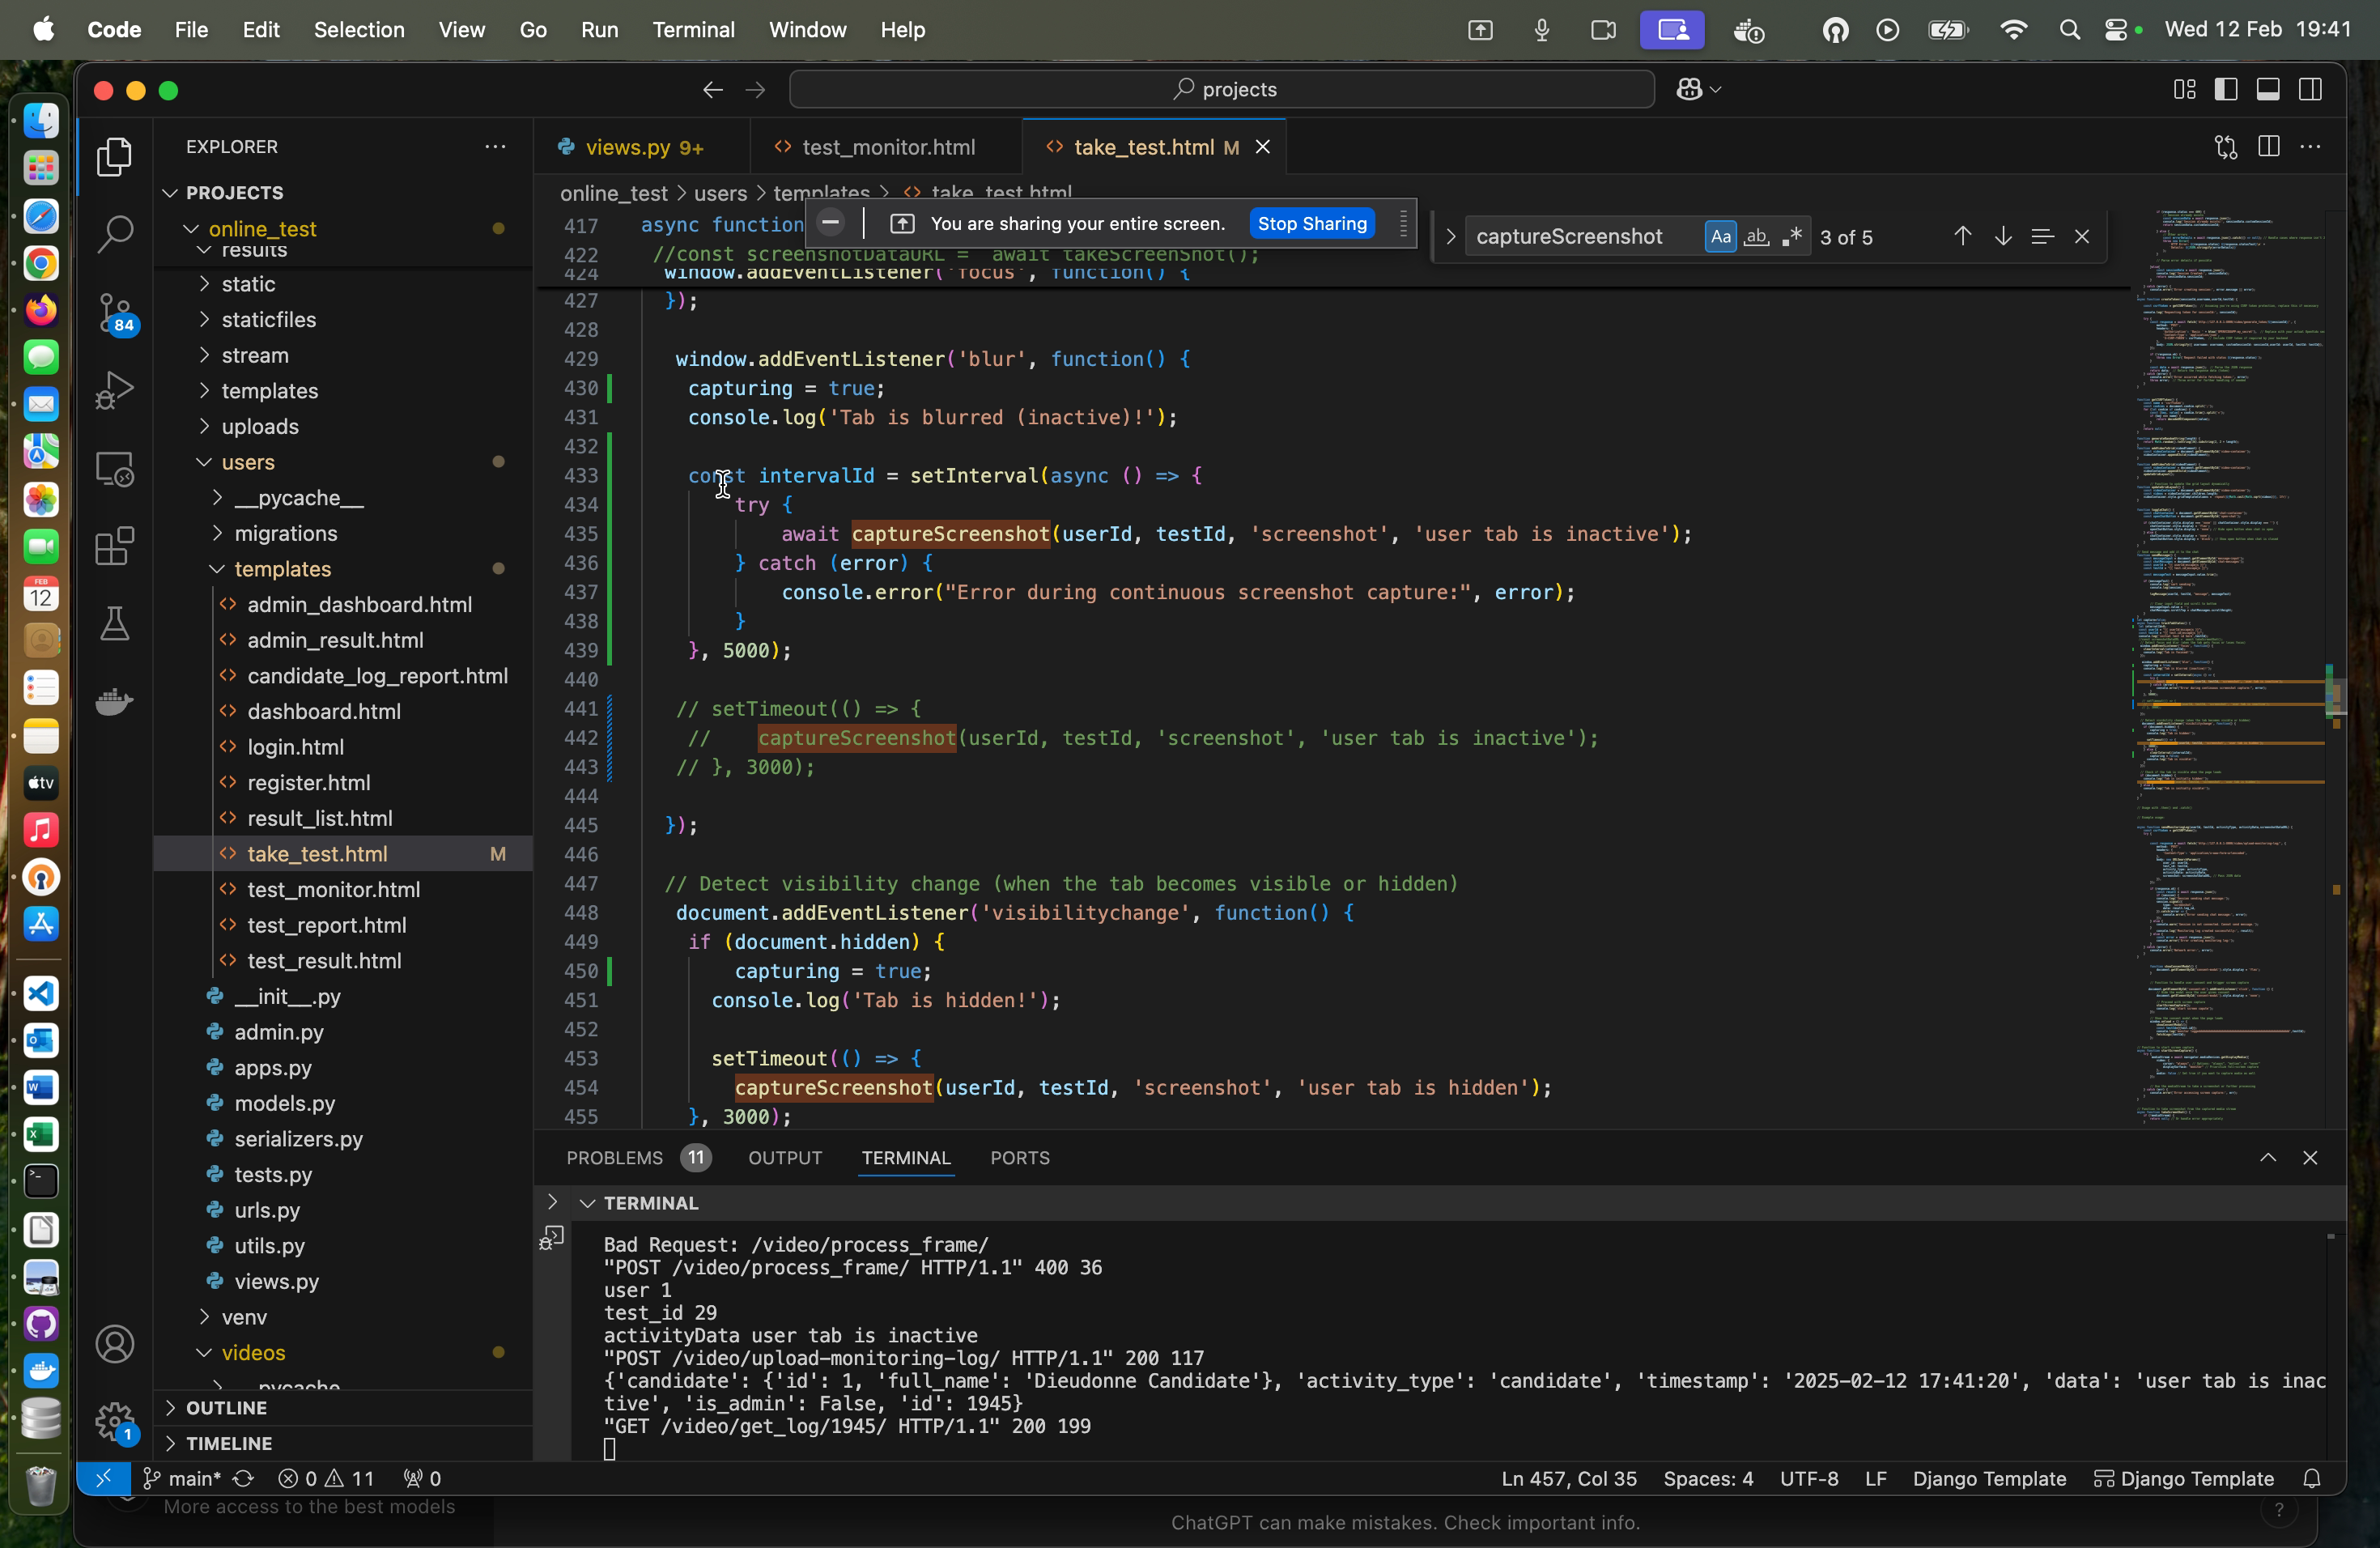 Code File Edit Selection View Go Run Terminal Window Help Wed 12 Feb 19:41
projects
EXPLORER
PROJECTS
online_test
results
static
staticfiles
stream
templates
uploads
users
__pycache__
migrations
templates
admin_dashboard.html
admin_result.html
candidate_log_report.html
dashboard.html
login.html
register.html
result_list.html
take_test.html M
test_monitor.html
test_report.html
test_result.html
__init__.py
admin.py
apps.py
models.py
serializers.py
tests.py
urls.py
utils.py
views.py
venv
videos
__pycache__
OUTLINE
TIMELINE
84
1
FEB
12
tv
views.py 9+ test_monitor.html take_test.html M
online_test > users > templates > take_test.html
You are sharing your entire screen. Stop Sharing
captureScreenshot Aa ab .* 3 of 5
417 async function
422 //const screenshotDataURL = await takeScreenShot();
424 window.addEventListener('focus', function() {
427 });
428
429 window.addEventListener('blur', function() {
430 capturing = true;
431 console.log('Tab is blurred (inactive)!');
432
433 const intervalId = setInterval(async () => {
434 try {
435 await captureScreenshot(userId, testId, 'screenshot', 'user tab is inactive');
436 } catch (error) {
437 console.error("Error during continuous screenshot capture:", error);
438 }
439 }, 5000);
440
441 // setTimeout(() => {
442 // captureScreenshot(userId, testId, 'screenshot', 'user tab is inactive');
443 // }, 3000);
444
445 });
446
447 // Detect visibility change (when the tab becomes visible or hidden)
448 document.addEventListener('visibilitychange', function() {
449 if (document.hidden) {
450 capturing = true;
451 console.log('Tab is hidden!');
452
453 setTimeout(() => {
454 captureScreenshot(userId, testId, 'screenshot', 'user tab is hidden');
455 }, 3000);
PROBLEMS 11 OUTPUT TERMINAL PORTS
TERMINAL
Bad Request: /video/process_frame/
"POST /video/process_frame/ HTTP/1.1" 400 36
user 1
test_id 29
activityData user tab is inactive
"POST /video/upload-monitoring-log/ HTTP/1.1" 200 117
{'candidate': {'id': 1, 'full_name': 'Dieudonne Candidate'}, 'activity_type': 'candidate', 'timestamp': '2025-02-12 17:41:20', 'data': 'user tab is inac
tive', 'is_admin': False, 'id': 1945}
"GET /video/get_log/1945/ HTTP/1.1" 200 199
main* 0 11 0 Ln 457, Col 35 Spaces: 4 UTF-8 LF Django Template Django Template
More access to the best models
ChatGPT can make mistakes. Check important info.
?